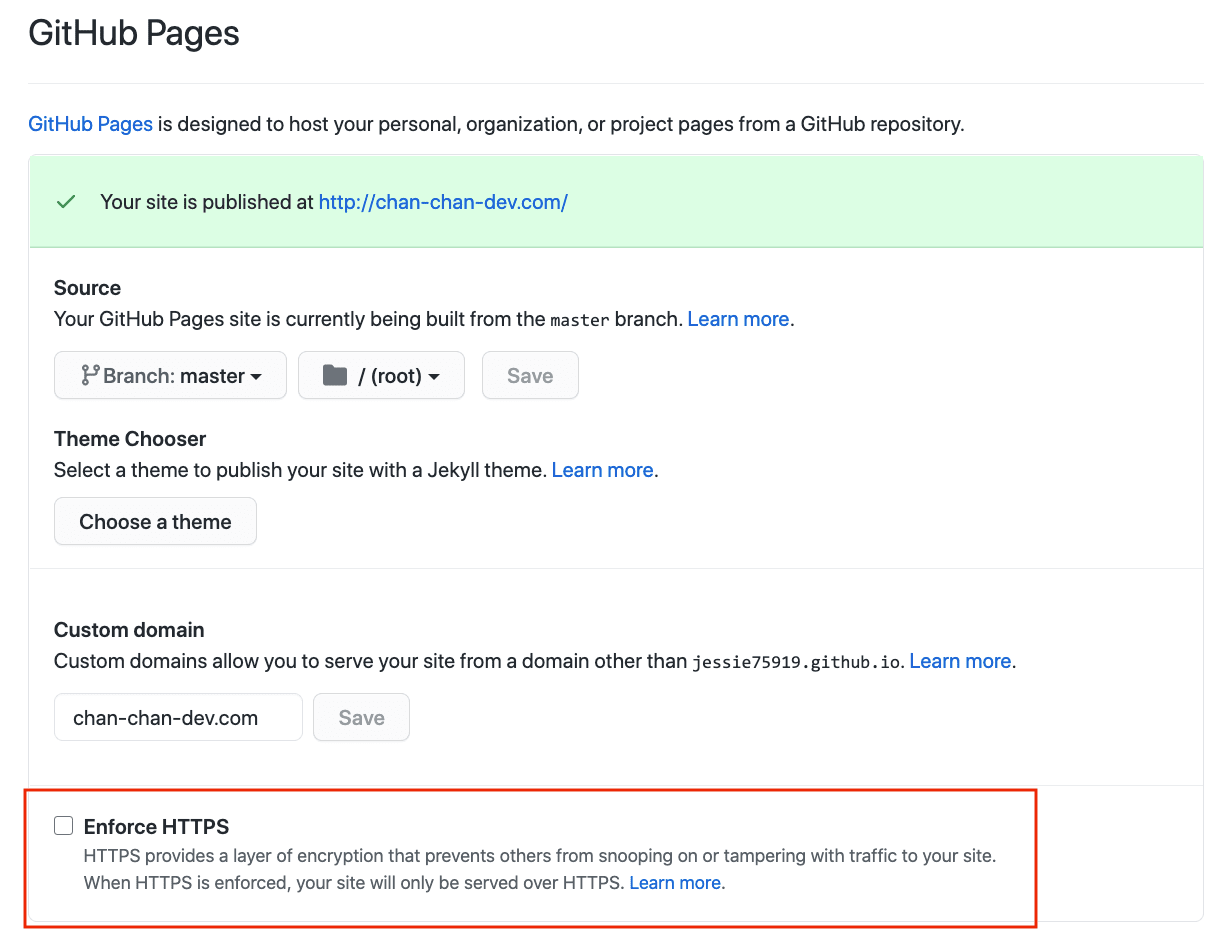 GitHub Pages
GitHub Pages is designed to host your personal, organization, or project pages from a GitHub repository.
Your site is published at http://chan-chan-dev.com/
Source
Your GitHub Pages site is currently being built from the master branch. Learn more.
Branch: master
/ (root)
Save
Theme Chooser
Select a theme to publish your site with a Jekyll theme. Learn more.
Choose a theme
Custom domain
Custom domains allow you to serve your site from a domain other than jessie75919.github.io. Learn more.
chan-chan-dev.com
Save
Enforce HTTPS
HTTPS provides a layer of encryption that prevents others from snooping on or tampering with traffic to your site.
When HTTPS is enforced, your site will only be served over HTTPS. Learn more.